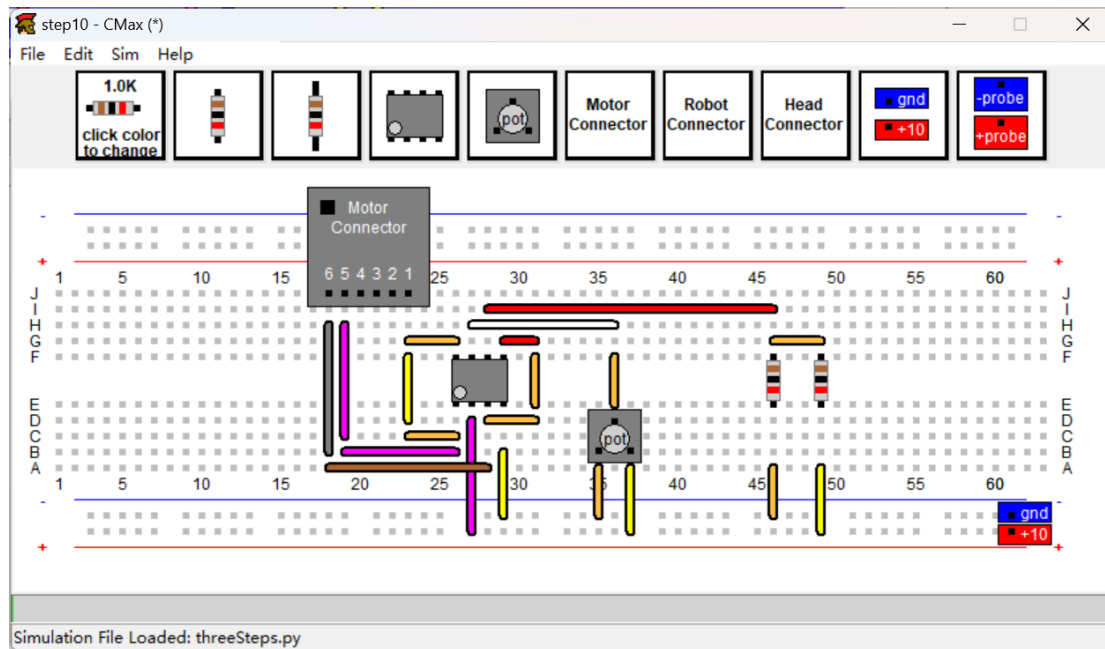 step10 - CMax (*)
File Edit Sim Help
1.0K
click color
to change
pot
Motor
Connector
Robot
Connector
Head
Connector
gnd
+10
-probe
+probe
Motor
Connector
6 5 4 3 2 1
- -
+ +
1 5 10 15 25 30 35 40 45 50 55 60
J J
I I
H H
G G
F F
E E
D D
C C
B B
A A
pot
1 5 10 15 20 25 30 35 40 45 50 55 60
- -
gnd
+10
+ +
Simulation File Loaded: threeSteps.py